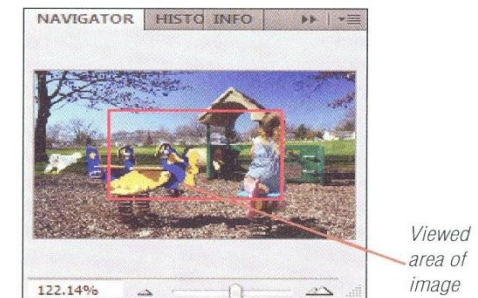 NAVIGATOR HISTO INFO
Viewed
area of
image
122.14%